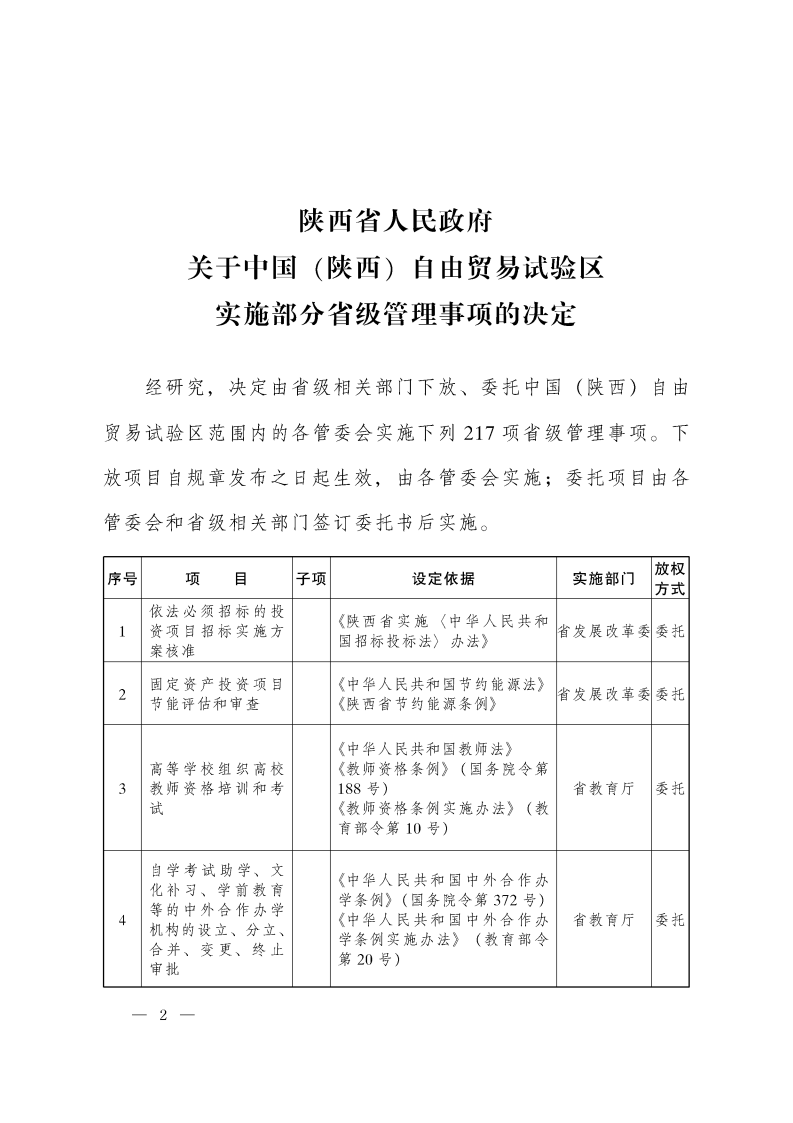 陕西省人民政府
关于中国（陕西）自由贸易试验区
实施部分省级管理事项的决定
经研究，决定由省级相关部门下放、委托中国（陕西）自由
贸易试验区范围内的各管委会实施下列 217 项省级管理事项。下
放项目自规章发布之日起生效，由各管委会实施；委托项目由各
管委会和省级相关部门签订委托书后实施。
序号 项 目 子项 设定依据 实施部门 放权
方式
1
依法必须招标的投
资项目招标实施方
案核准
《陕西省实施〈中华人民共和
国招标投标法〉办法》
省发展改革委 委托
2
固定资产投资项目
节能评估和审查
《中华人民共和国节约能源法》
《陕西省节约能源条例》
省发展改革委 委托
3
高等学校组织高校
教师资格培训和考
试
《中华人民共和国教师法》
《教师资格条例》（国务院令第
188 号）
《教师资格条例实施办法》（教
育部令第 10 号）
省教育厅 委托
4
自学考试助学、文
化补习、学前教育
等的中外合作办学
机构的设立、分立、
合并、变更、终止
审批
《中华人民共和国中外合作办
学条例》（国务院令第 372 号）
《中华人民共和国中外合作办
学条例实施办法》（教育部令
第 20 号）
省教育厅 委托
— 2 —